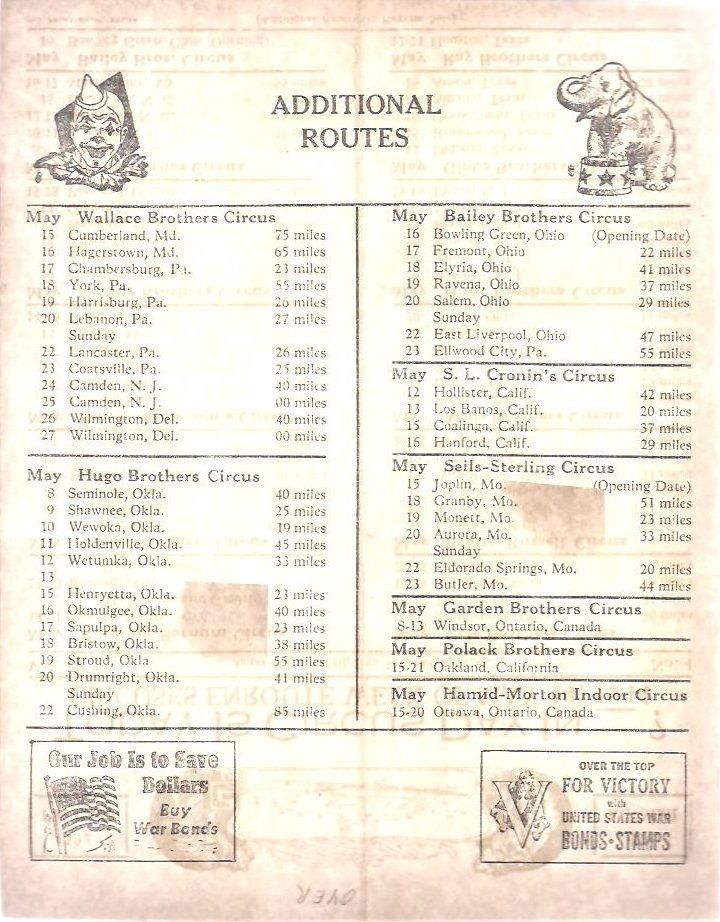 ADDITIONAL
ROUTES
May Wallace Brothers Circus
15 Cumberland, Md. 75 miles
16 Hagerstown, Md. 65 miles
17 Chambersburg, Pa. 23 miles
18 York, Pa. 55 miles
19 Harrisburg, Pa. 26 miles
20 Lebanon, Pa. 27 miles
Sunday
22 Lancaster, Pa. 26 miles
23 Coatsville, Pa. 25 miles
24 Camden, N. J. 40 miles
25 Camden, N. J. 00 miles
26 Wilmington, Del. 40 miles
27 Wilmington, Del. 00 miles
May Hugo Brothers Circus
8 Seminole, Okla. 40 miles
9 Shawnee, Okla. 25 miles
10 Wewoka, Okla. 19 miles
11 Holdenville, Okla. 45 miles
12 Wetumka, Okla. 33 miles
13
15 Henryetta, Okla. 23 miles
16 Okmulgee, Okla. 40 miles
17 Sapulpa, Okla. 23 miles
18 Bristow, Okla. 38 miles
19 Stroud, Okla 55 miles
20 Drumright, Okla. 41 miles
Sunday
22 Cushing, Okla. 85 miles
May Bailey Brothers Circus
16 Bowling Green, Ohio (Opening Date)
17 Fremont, Ohio 22 miles
18 Elyria, Ohio 41 miles
19 Ravena, Ohio 37 miles
20 Salem, Ohio 29 miles
Sunday
22 East Liverpool, Ohio 47 miles
23 Ellwood City, Pa. 55 miles
May S. L. Cronin's Circus
12 Hollister, Calif. 42 miles
13 Los Banos, Calif. 20 miles
15 Coalinga, Calif. 37 miles
16 Hanford, Calif. 29 miles
May Seils-Sterling Circus
15 Joplin, Mo. (Opening Date)
18 Granby, Mo. 51 miles
19 Monett, Mo. 23 miles
20 Aurora, Mo. 33 miles
Sunday
22 Eldorado Springs, Mo. 20 miles
23 Butler, Mo. 44 miles
May Garden Brothers Circus
8-13 Windsor, Ontario, Canada
May Polack Brothers Circus
15-21 Oakland, California
May Hamid-Morton Indoor Circus
15-20 Ottawa, Ontario, Canada
Our Job Is to Save
Dollars
Buy
War Bonds
OVER THE TOP
FOR VICTORY
with
UNITED STATES WAR
BONDS·STAMPS
OVER